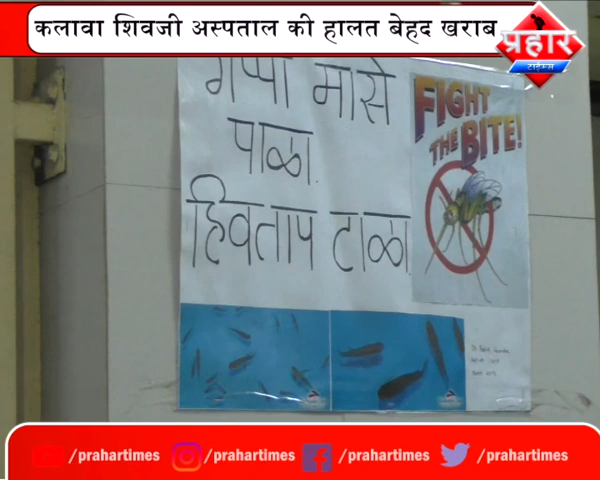 कलावा शिवजी अस्पताल की हालत बेहद खराब
प्रहार
टाईम्स
गप्पी मासे
पाळा.
हिवताप टाळा.
FIGHT
THE BITE!
/prahartimes /prahartimes /prahartimes /prahartimes